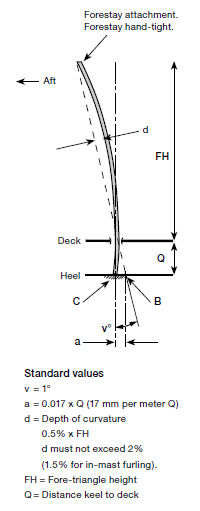 Forestay attachment.
Forestay hand-tight.
Aft
d
FH
Deck
Q
Heel
C
B
v°
a
Standard values
v = 1°
a = 0.017 x Q (17 mm per meter Q)
d = Depth of curvature
0.5% x FH
d must not exceed 2%
(1.5% for in-mast furling).
FH = Fore-triangle height
Q = Distance keel to deck